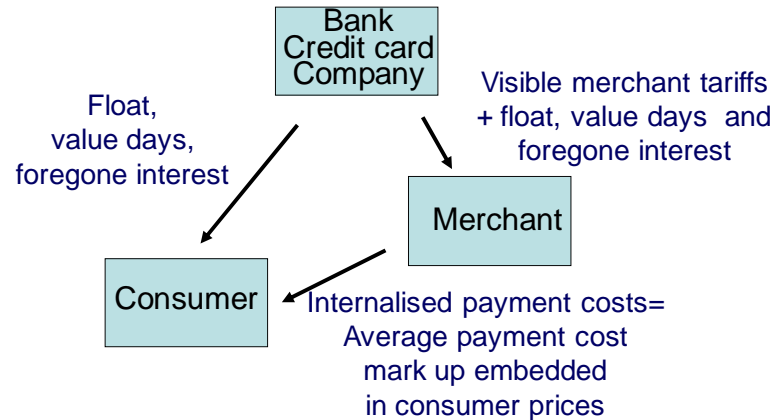 Bank
Credit card
Company
Visible merchant tariffs
+ float, value days and
foregone interest
Float,
value days,
foregone interest
Merchant
Consumer
Internalised payment costs=
Average payment cost
mark up embedded
in consumer prices